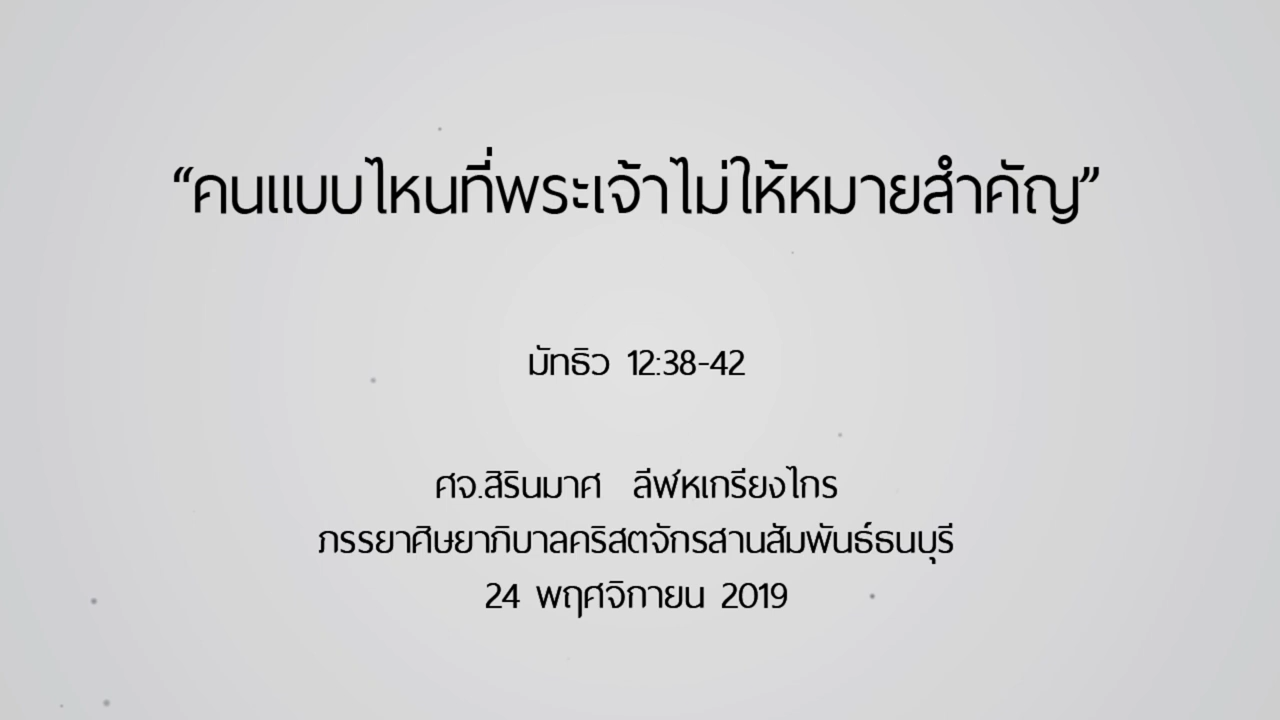 “คนแบบไหนที่พระเจ้าไม่ให้หมายสำคัญ”
มัทธิว 12:38-42
ศจ.สิรินมาศ ลีฬหเกรียงไกร
ภรรยาศิษยาภิบาลคริสตจักรสานสัมพันธ์ธนบุรี
24 พฤศจิกายน 2019